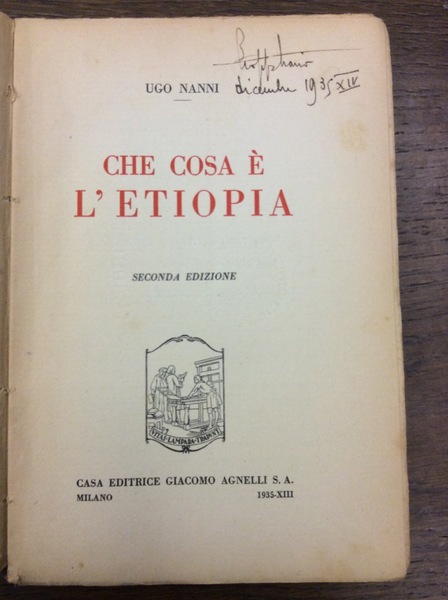 dicembre 1935 XIV
UGO NANNI
CHE COSA È
L'ETIOPIA
SECONDA EDIZIONE
VITAI·LAMPADA·TRADUNT
CASA EDITRICE GIACOMO AGNELLI S. A.
MILANO 1935-XIII